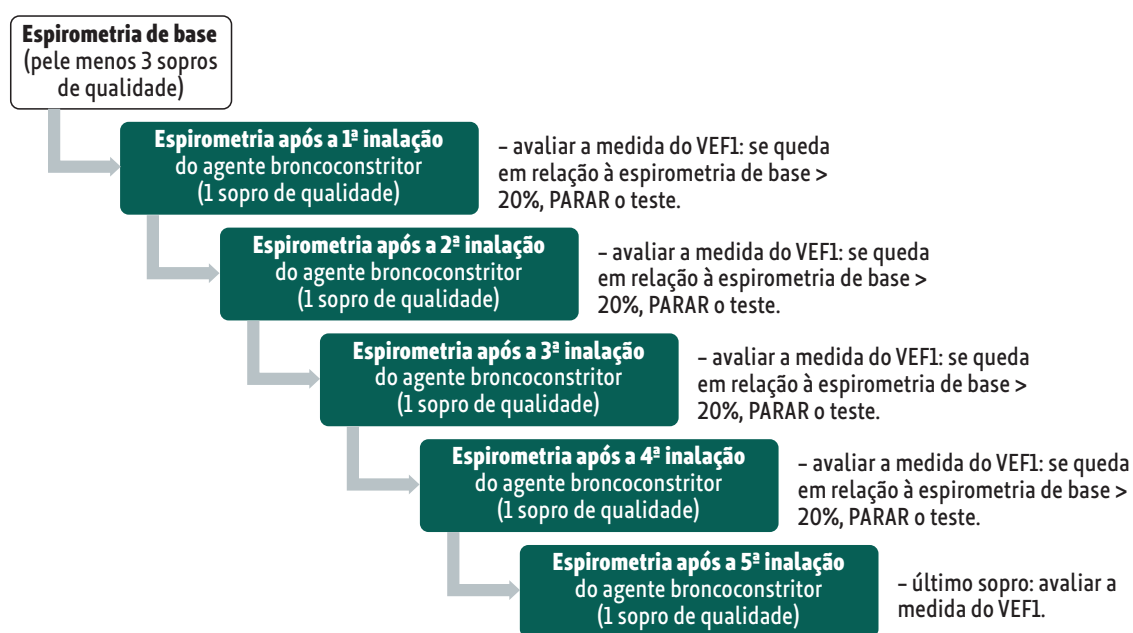 Espirometria de base
(pelo menos 3 sopros
de qualidade)
Espirometria após a 1ª inalação
do agente broncoconstritor
(1 sopro de qualidade)
– avaliar a medida do VEF1: se queda
em relação à espirometria de base >
20%, PARAR o teste.
Espirometria após a 2ª inalação
do agente broncoconstritor
(1 sopro de qualidade)
– avaliar a medida do VEF1: se queda
em relação à espirometria de base >
20%, PARAR o teste.
Espirometria após a 3ª inalação
do agente broncoconstritor
(1 sopro de qualidade)
– avaliar a medida do VEF1: se queda
em relação à espirometria de base >
20%, PARAR o teste.
Espirometria após a 4ª inalação
do agente broncoconstritor
(1 sopro de qualidade)
– avaliar a medida do VEF1: se queda
em relação à espirometria de base >
20%, PARAR o teste.
Espirometria após a 5ª inalação
do agente broncoconstritor
(1 sopro de qualidade)
– último sopro: avaliar a
medida do VEF1.